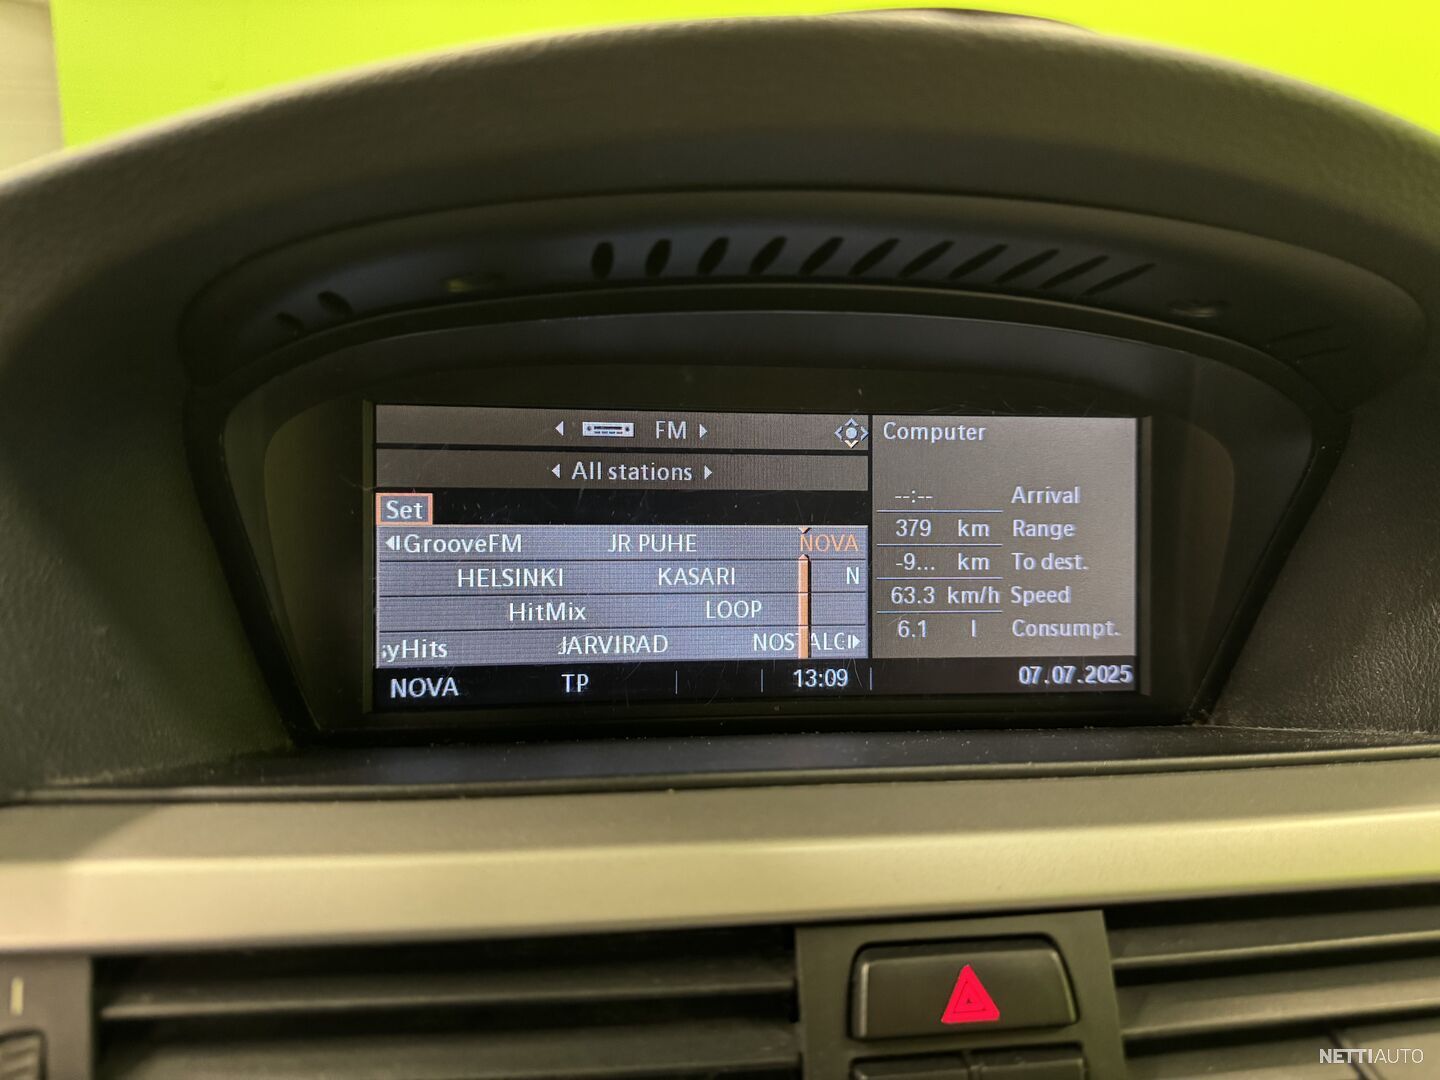 FM
All stations
Set
GrooveFM JR PUHE NOVA
HELSINKI KASARI N
HitMix LOOP
yHits JARVIRAD NOSTALGI
NOVA TP 13:09
Computer
--:-- Arrival
379 km Range
-9... km To dest.
63.3 km/h Speed
6.1 l Consumpt.
07.07.2025
NETTIAUTO